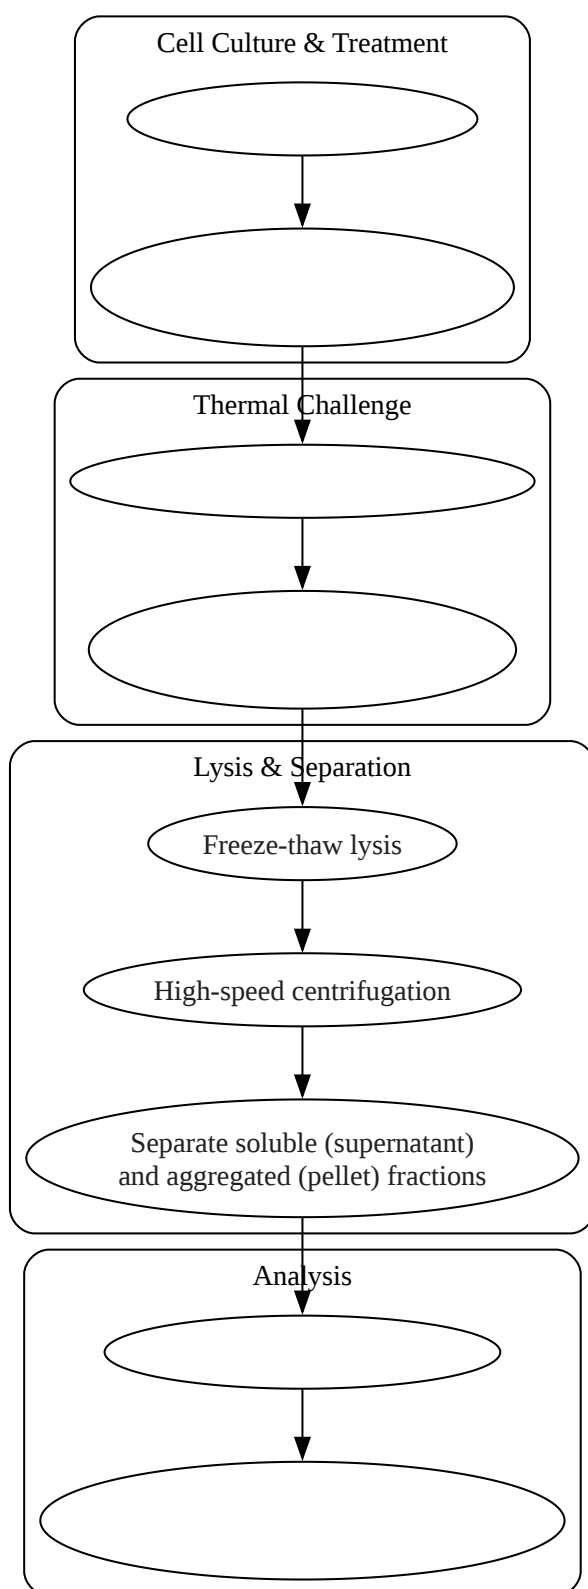 Cell Culture & Treatment
Thermal Challenge
Lysis & Separation
Freeze-thaw lysis
High-speed centrifugation
Separate soluble (supernatant)
and aggregated (pellet) fractions
Analysis